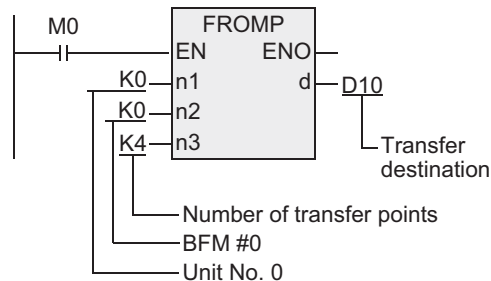 M0
FROMP
EN ENO
K0 n1 d D10
K0 n2
K4 n3
Transfer
destination
Number of transfer points
BFM #0
Unit No. 0